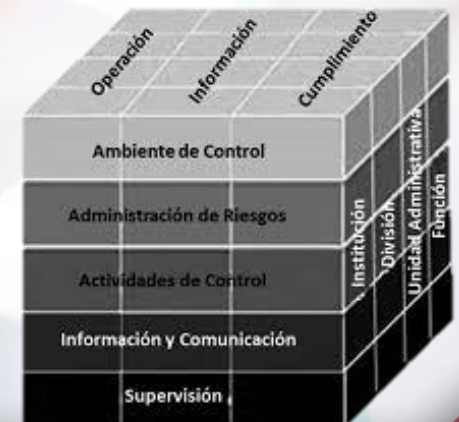 Operación
Información
Cumplimiento
Ambiente de Control
Administración de Riesgos
Actividades de Control
Información y Comunicación
Supervisión
Institución
División
Unidad Administrativa
Función